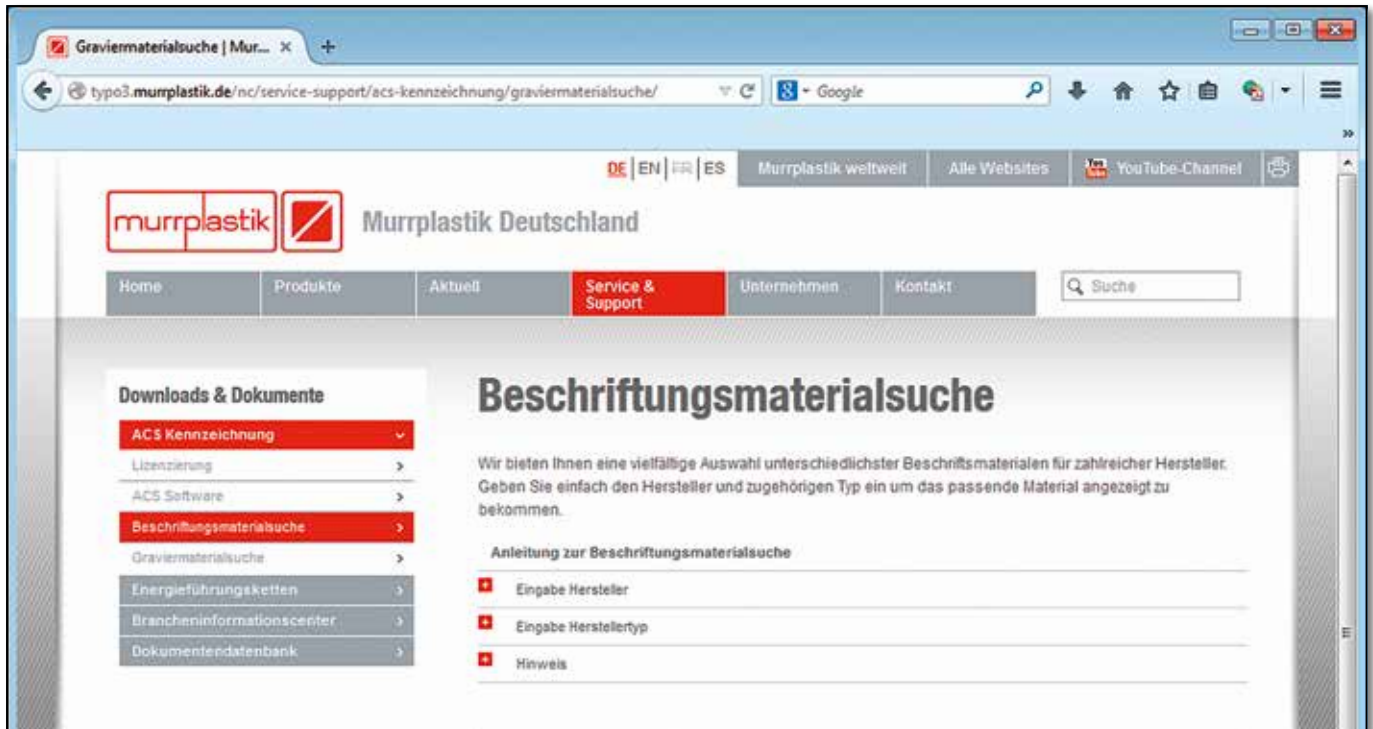 Graviermaterialsuche | Mur...
typo3.murrplastik.de/nc/service-support/acs-kennzeichnung/graviermaterialsuche/
Google
DE | EN | FR | ES
Murrplastik weltweit
Alle Websites
You Tube
YouTube-Channel
murrplastik
Murrplastik Deutschland
Home
Produkte
Aktuell
Service &
Support
Unternehmen
Kontakt
Suche
Downloads & Dokumente
ACS Kennzeichnung
Lizenzierung
ACS Software
Beschriftungsmaterialsuche
Graviermaterialsuche
Energieführungsketten
Brancheninformationscenter
Dokumentendatenbank
Beschriftungsmaterialsuche
Wir bieten Ihnen eine vielfältige Auswahl unterschiedlichster Beschriftsmaterialen für zahlreicher Hersteller.
Geben Sie einfach den Hersteller und zugehörigen Typ ein um das passende Material angezeigt zu
bekommen.
Anleitung zur Beschriftungsmaterialsuche
Eingabe Hersteller
Eingabe Herstellertyp
Hinweis